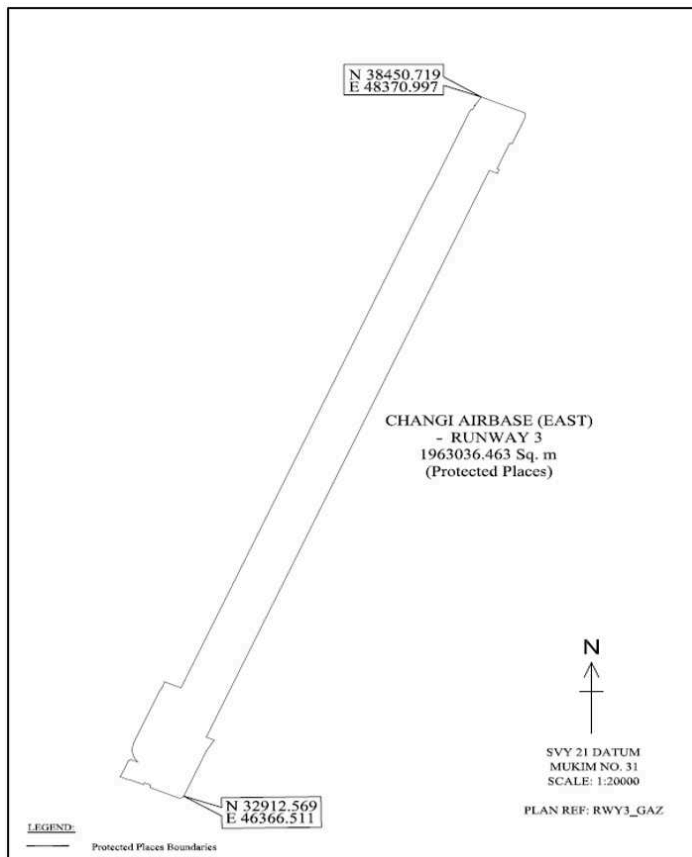 N 38450.719
E 48370.997
CHANGI AIRBASE (EAST)
- RUNWAY 3
1963036.463 Sq. m
(Protected Places)
N
SVY 21 DATUM
MUKIM NO. 31
SCALE: 1:20000
PLAN REF: RWY3_GAZ
N 32912.569
E 46366.511
LEGEND:
Protected Places Boundaries